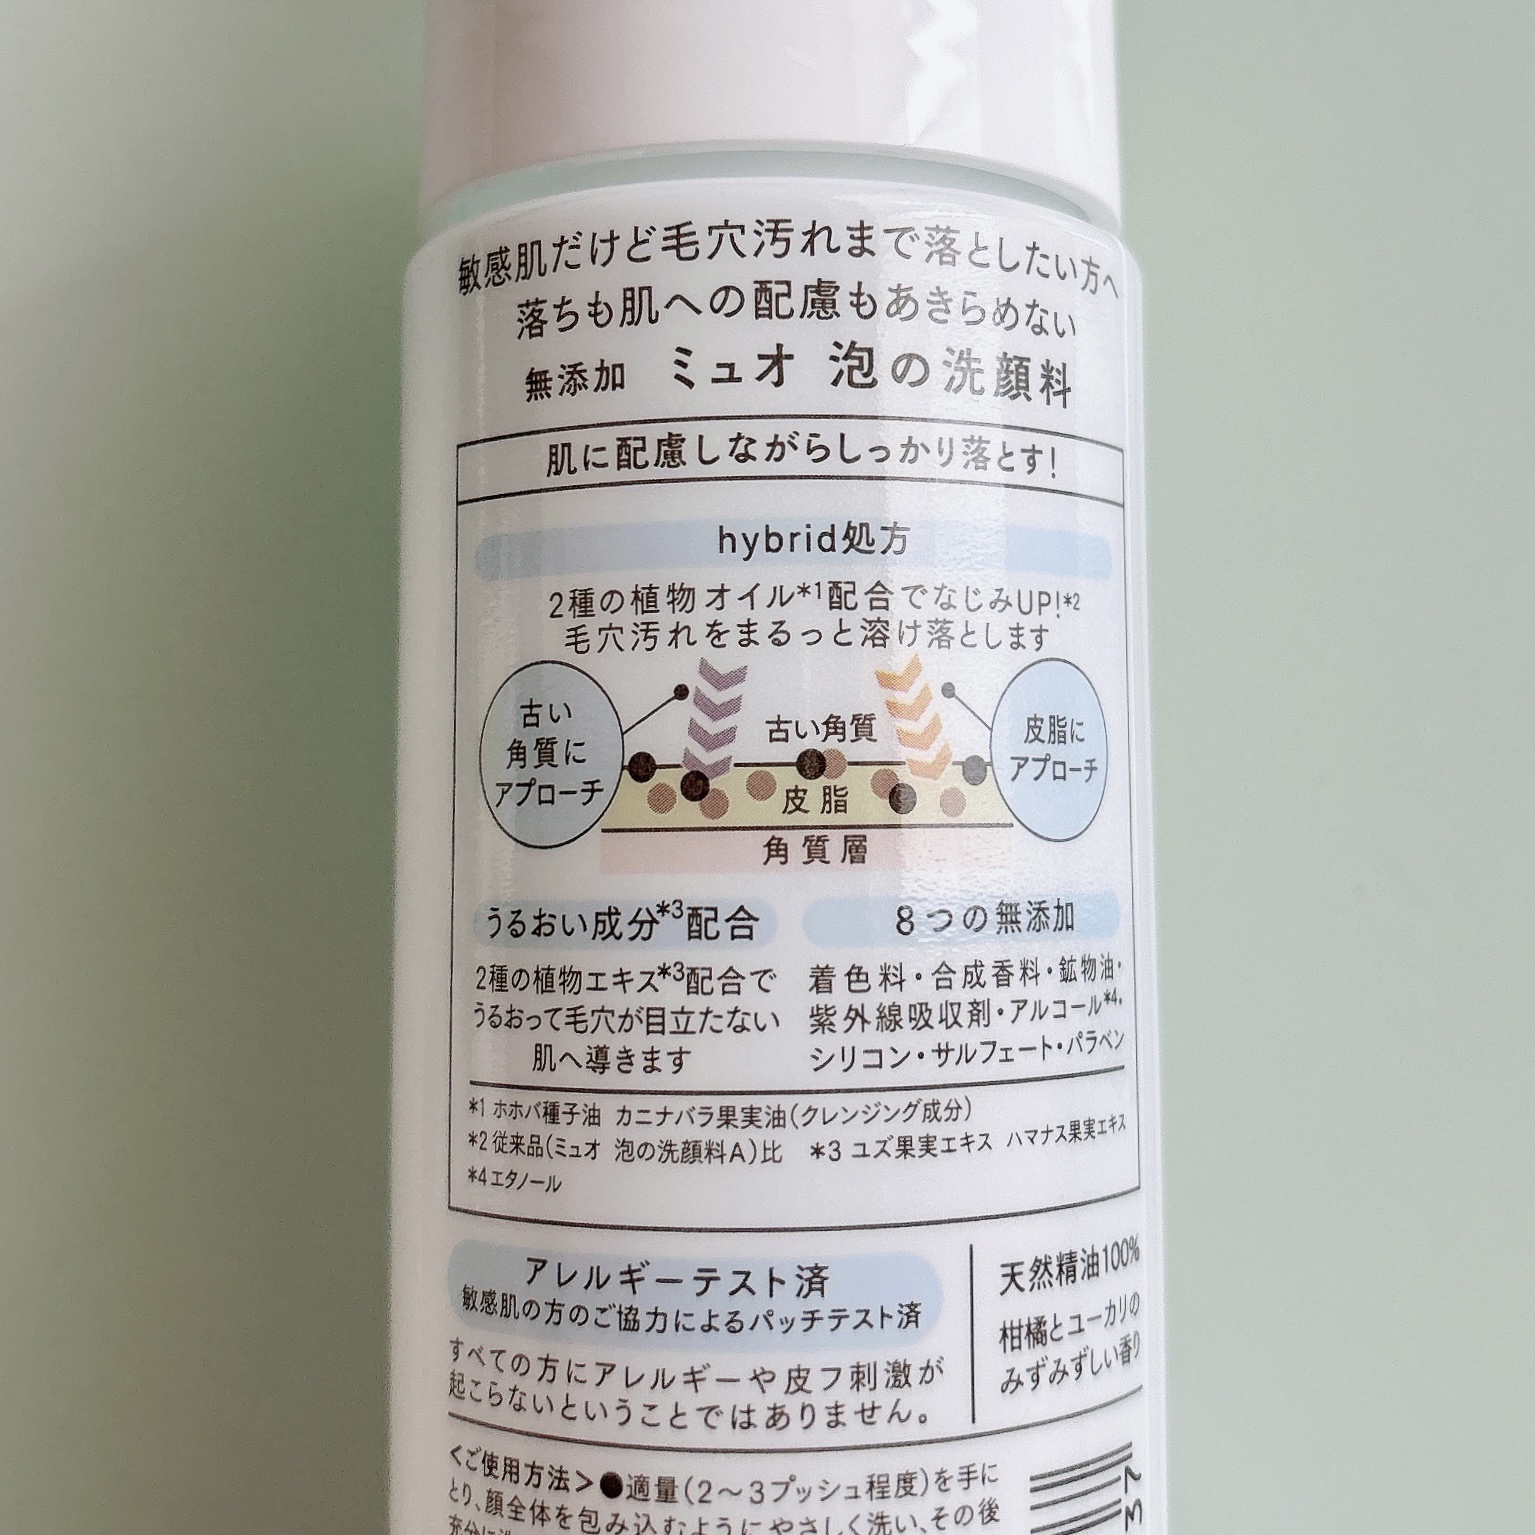 敏感肌だけど毛穴汚れまで落としたい方へ
落ちも肌への配慮もあきらめない
無添加 ミュオ 泡の洗顔料
肌に配慮しながらしっかり落とす!
hybrid処方
2種の植物オイル*1配合でなじみUP!*2
毛穴汚れをまるっと溶け落とします
古い
角質に
アプローチ
古い角質
皮脂
角質層
皮脂に
アプローチ
うるおい成分*3配合
2種の植物エキス*3配合で
うるおって毛穴が目立たない
肌へ導きます
8つの無添加
着色料・合成香料・鉱物油・
紫外線吸収剤・アルコール*4・
シリコン・サルフェート・パラベン
*1 ホホバ種子油 カニナバラ果実油(クレンジング成分)
*2 従来品(ミュオ 泡の洗顔料A)比 *3 ユズ果実エキス ハマナス果実エキス
*4 エタノール
アレルギーテスト済
敏感肌の方のご協力によるパッチテスト済
すべての方にアレルギーや皮フ刺激が
起こらないということではありません。
天然精油100%
柑橘とユーカリの
みずみずしい香り
<ご使用方法>●適量(2～3プッシュ程度)を手に
とり、顔全体を包み込むようにやさしく洗い、その後
37